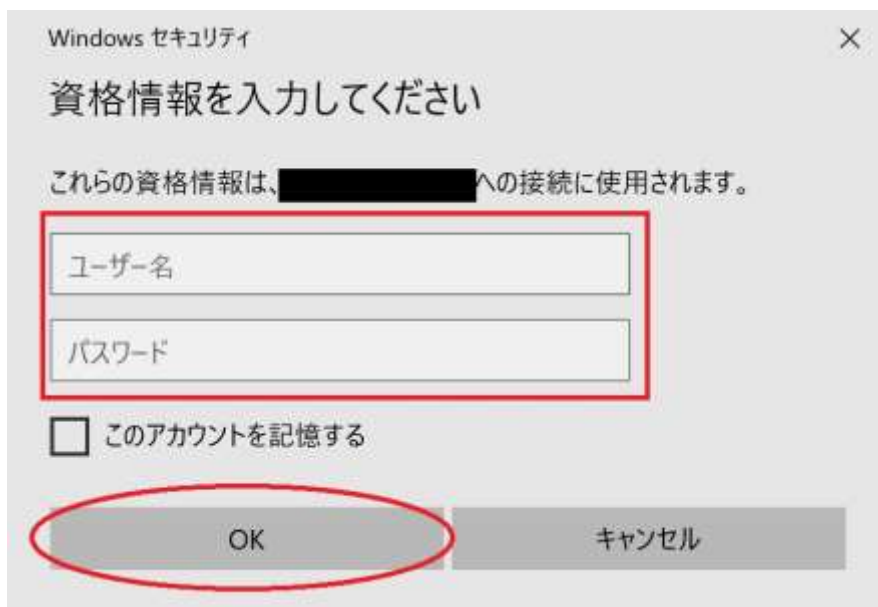 Windows セキュリティ
資格情報を入力してください
これらの資格情報は、への接続に使用されます。
ユーザー名
パスワード
このアカウントを記憶する
OK
キャンセル